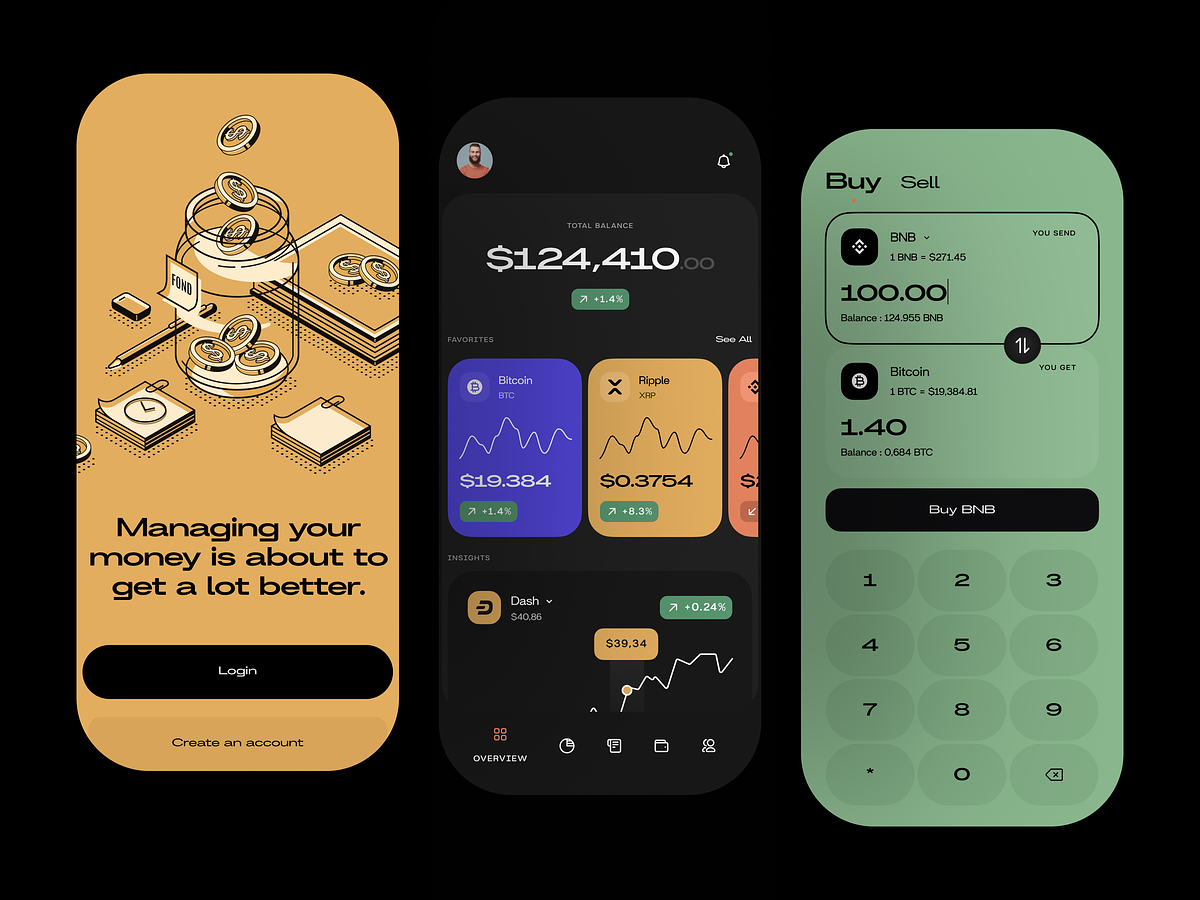 FOND
Managing your
money is about to
get a lot better.
Login
Create an account
TOTAL BALANCE
$124,410.00
+1.4%
FAVORITES
See All
Bitcoin
BTC
$19.384
+1.4%
Ripple
XRP
$0.3754
+8.3%
INSIGHTS
Dash
$40,86
+0.24%
$39,34
OVERVIEW
Buy Sell
BNB
YOU SEND
1 BNB = $271.45
100.00
Balance : 124.955 BNB
Bitcoin
YOU GET
1 BTC = $19,384.81
1.40
Balance : 0,684 BTC
Buy BNB
1 2 3
4 5 6
7 8 9
* 0